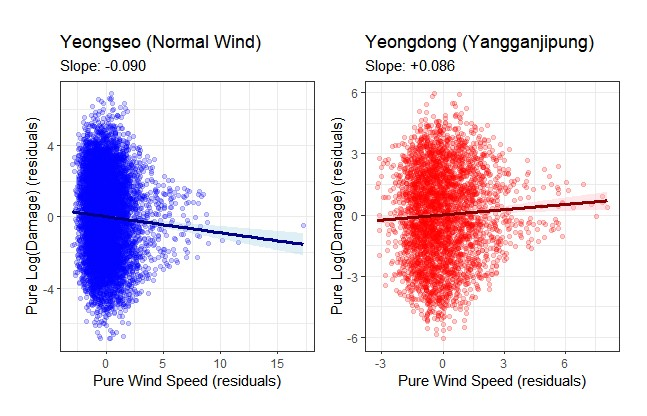 Yeongseo (Normal Wind)
Slope: -0.090
Pure Log(Damage) (residuals)
4
0
-4
0
5
10
15
Pure Wind Speed (residuals)
Yeongdong (Yangganjipung)
Slope: +0.086
Pure Log(Damage) (residuals)
6
3
0
-3
-6
-3
0
3
6
Pure Wind Speed (residuals)